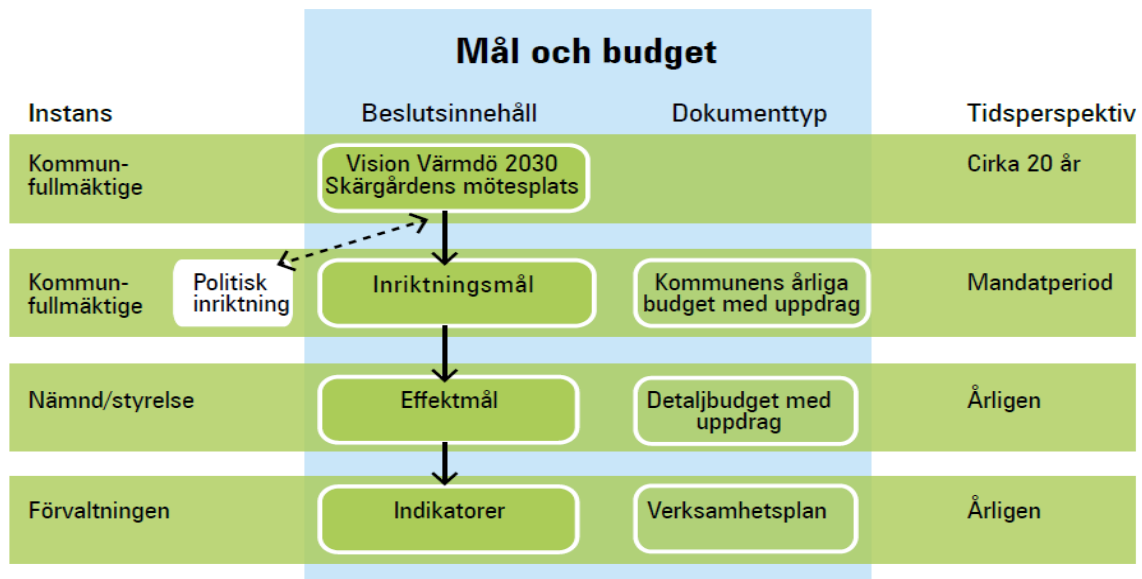 Mål och budget
Instans
Beslutsinnehåll
Dokumenttyp
Tidsperspektiv
Kommun-
fullmäktige
Vision Värmdö 2030
Skärgårdens mötesplats
Cirka 20 år
Kommun-
fullmäktige
Politisk
inriktning
Inriktningsmål
Kommunens årliga
budget med uppdrag
Mandatperiod
Nämnd/styrelse
Effektmål
Detaljbudget med
uppdrag
Årligen
Förvaltningen
Indikatorer
Verksamhetsplan
Årligen